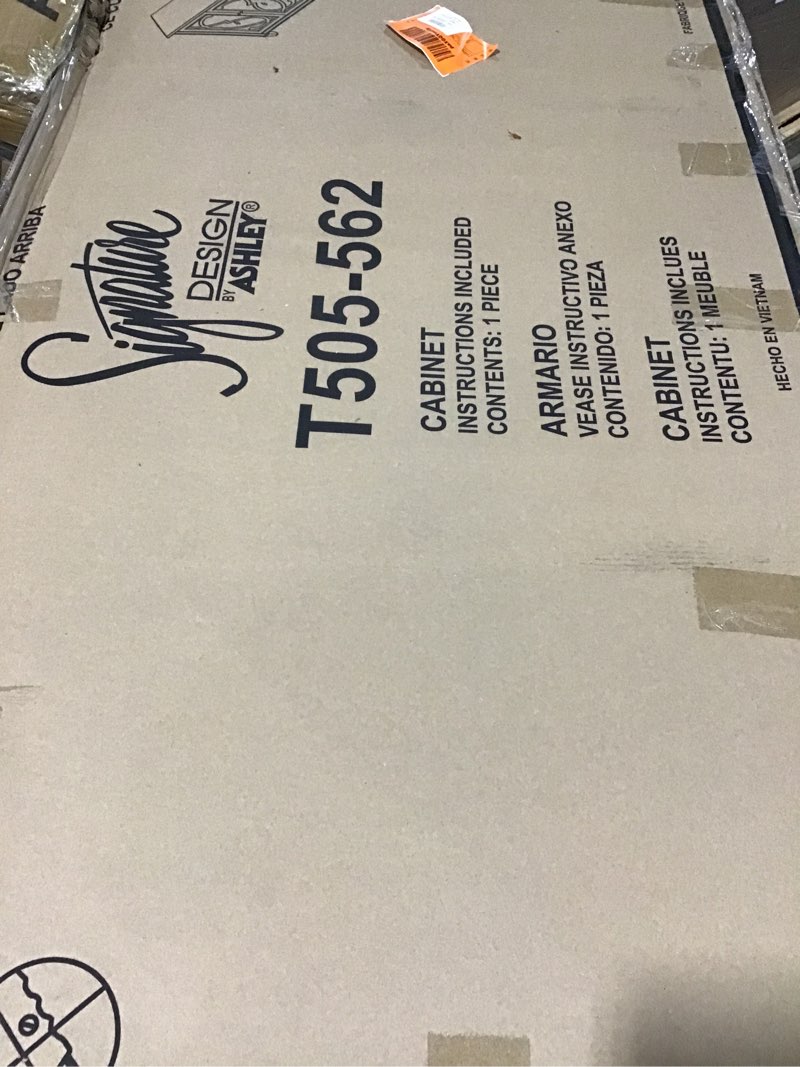 Signature
DESIGN
BY ASHLEY®
T505-562
CABINET
INSTRUCTIONS INCLUDED
CONTENTS: 1 PIECE
ARMARIO
VEASE INSTRUCTIVO ANEXO
CONTENIDO: 1 PIEZA
CABINET
INSTRUCTIONS INCLUES
CONTENTU: 1 MEUBLE
HECHO EN VIETNAM
ARRIBA